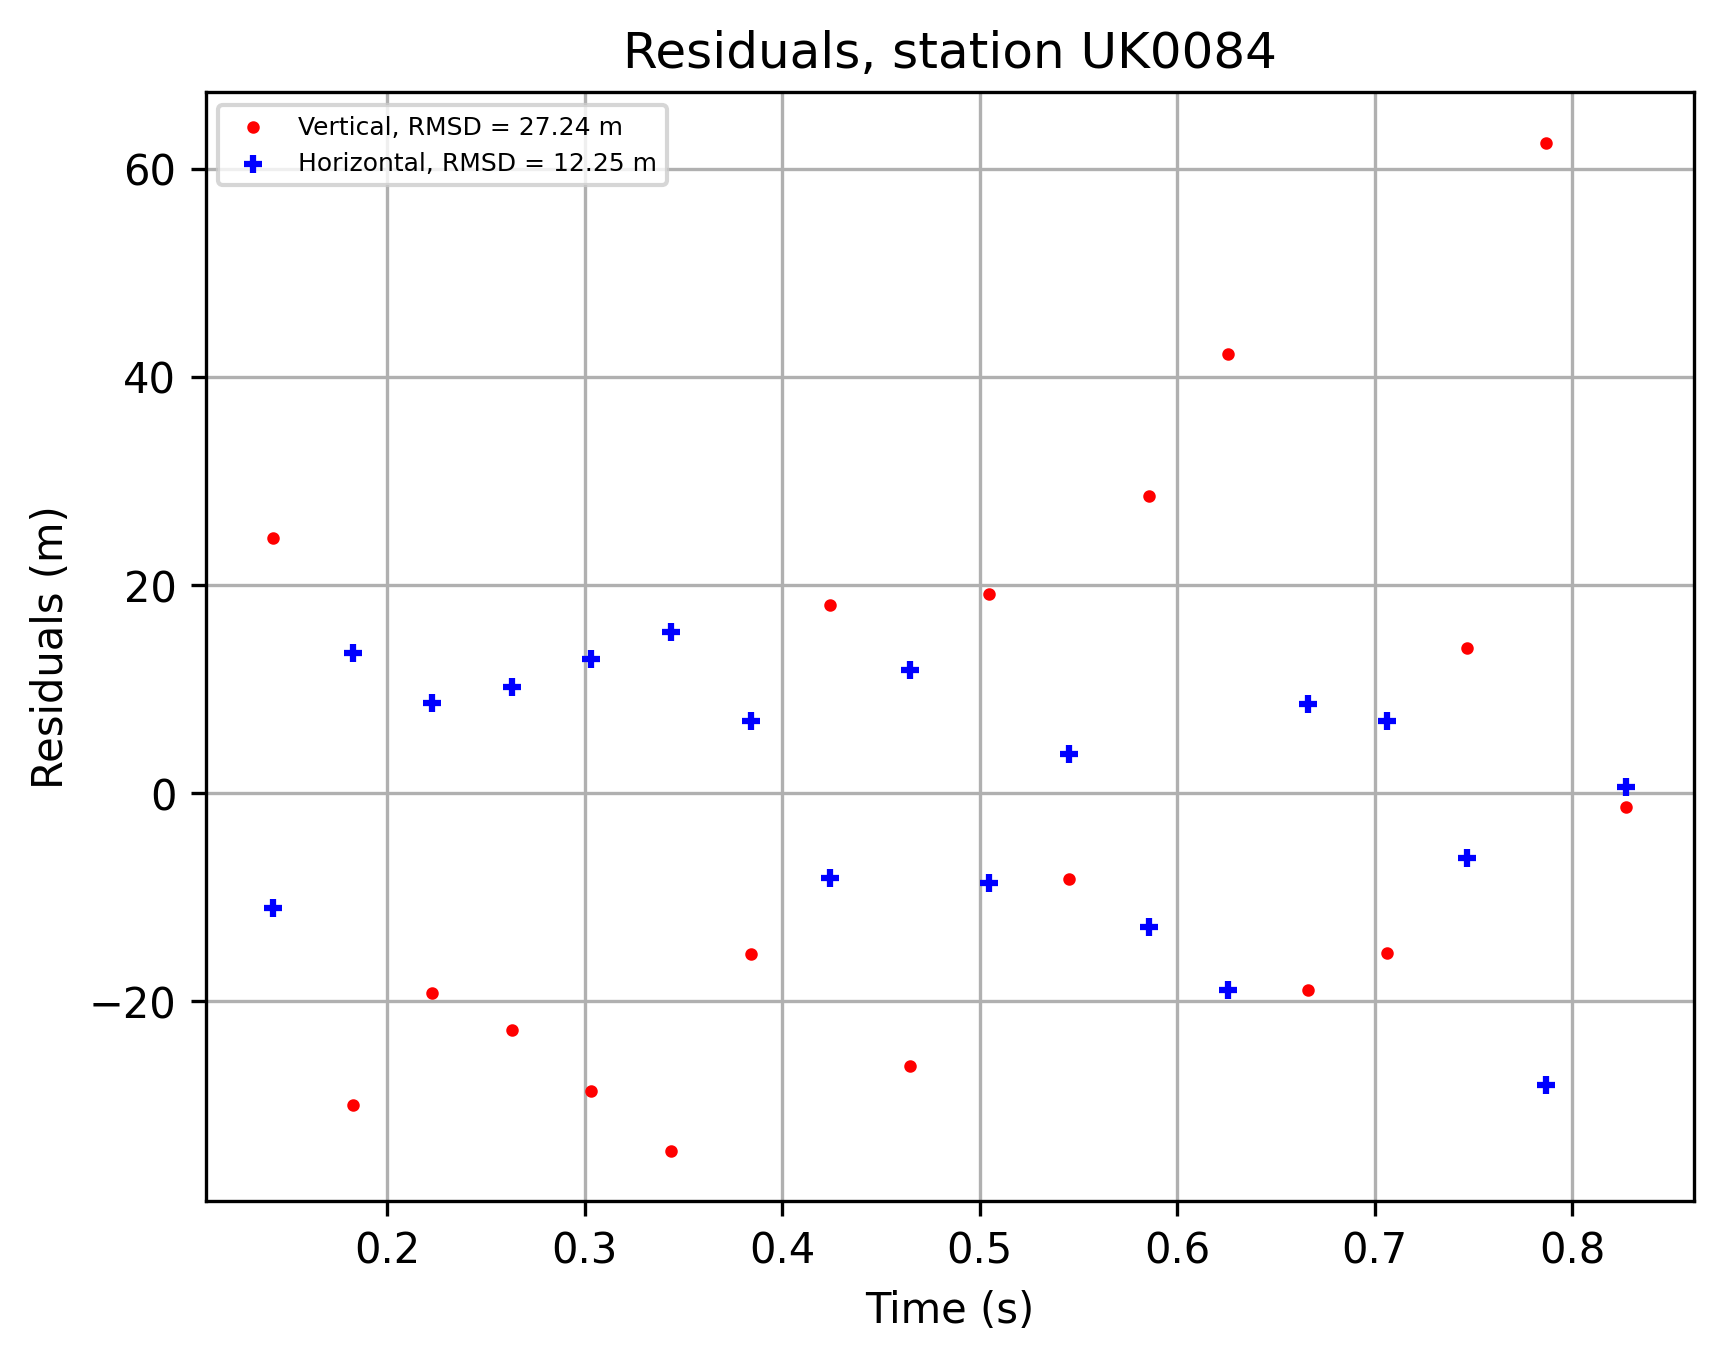 Residuals, station UK0084
Vertical, RMSD = 27.24 m
Horizontal, RMSD = 12.25 m
60
40
20
0
−20
Residuals (m)
0.2 0.3 0.4 0.5 0.6 0.7 0.8
Time (s)